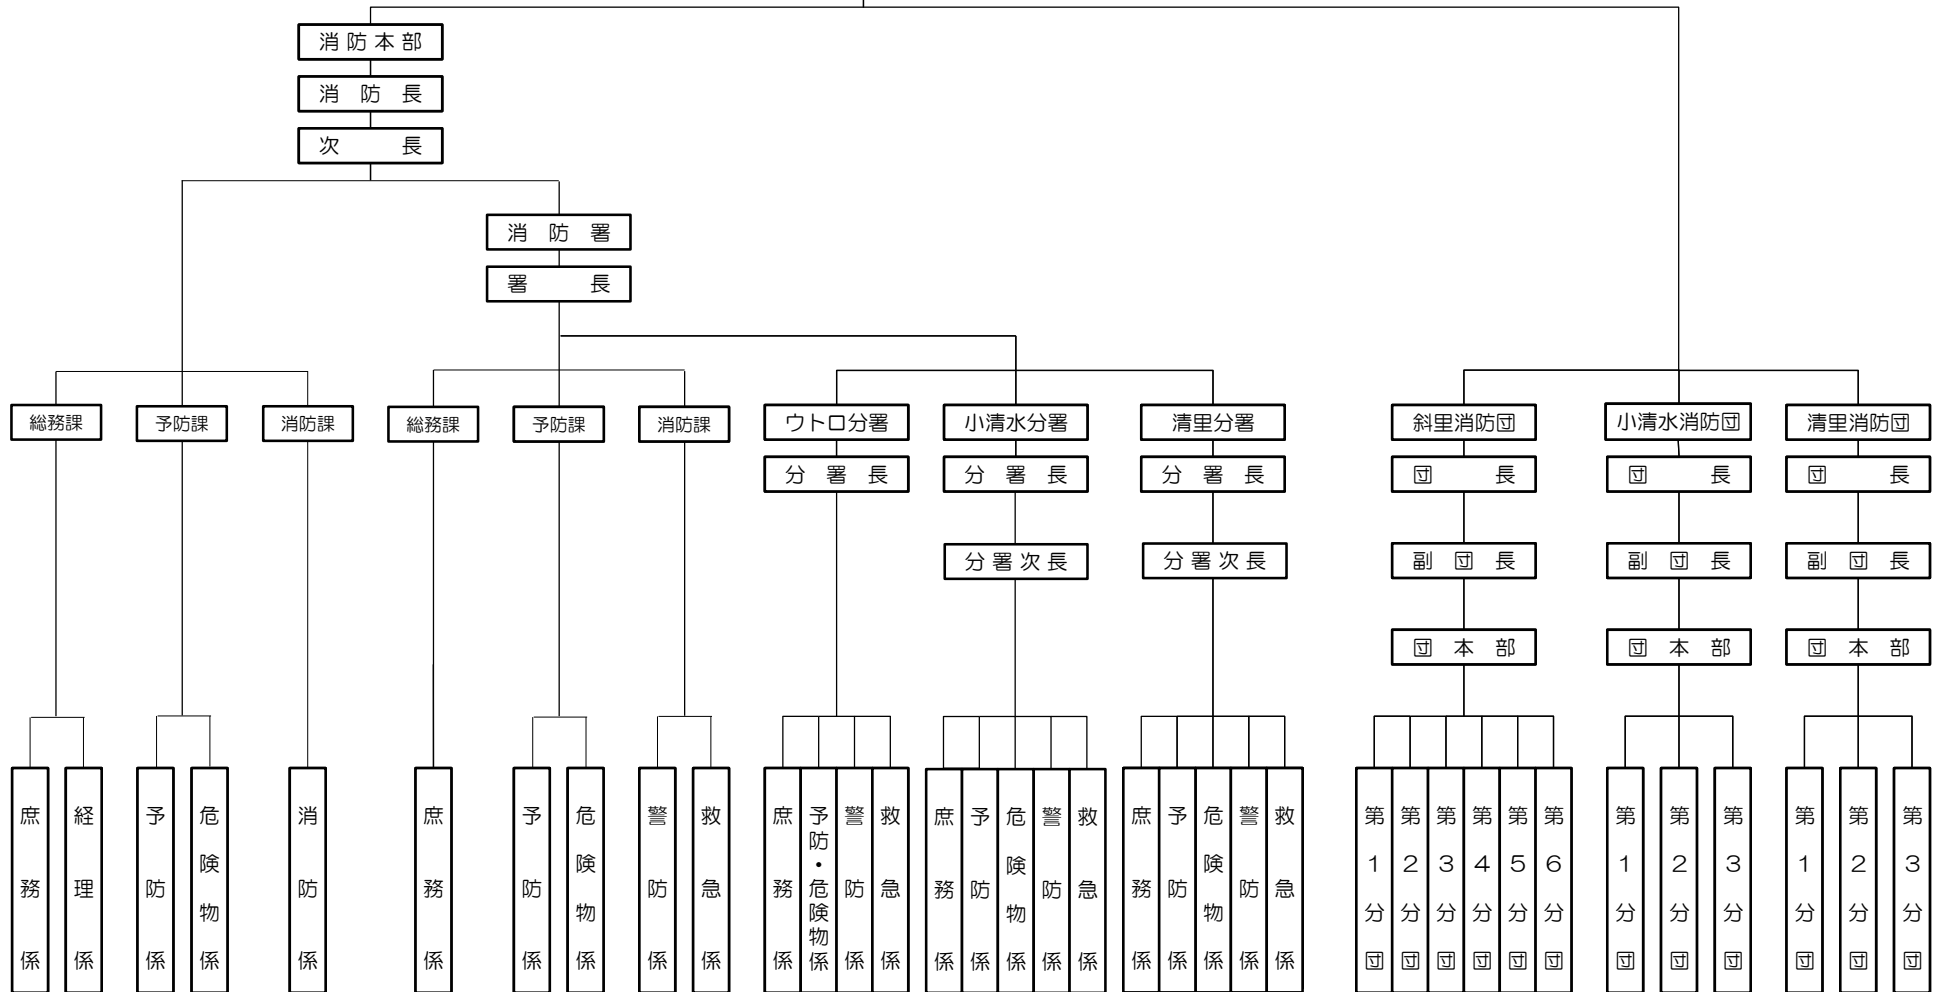 消防本部
消防長
次長
消防署
署長
総務課 予防課 消防課 総務課 予防課 消防課 ウトロ分署 小清水分署 清里分署 斜里消防団 小清水消防団 清里消防団
分署長 分署長 分署長 団長 団長 団長
分署次長 分署次長 副団長 副団長 副団長
団本部 団本部 団本部
庶務係
経理係
予防係
危険物係
消防係
庶務係
予防係
危険物係
警防係
救急係
庶務係
予防・危険物係
警防係
救急係
庶務係
予防係
危険物係
警防係
救急係
庶務係
予防係
危険物係
警防係
救急係
第1分団
第2分団
第3分団
第4分団
第5分団
第6分団
第1分団
第2分団
第3分団
第1分団
第2分団
第3分団